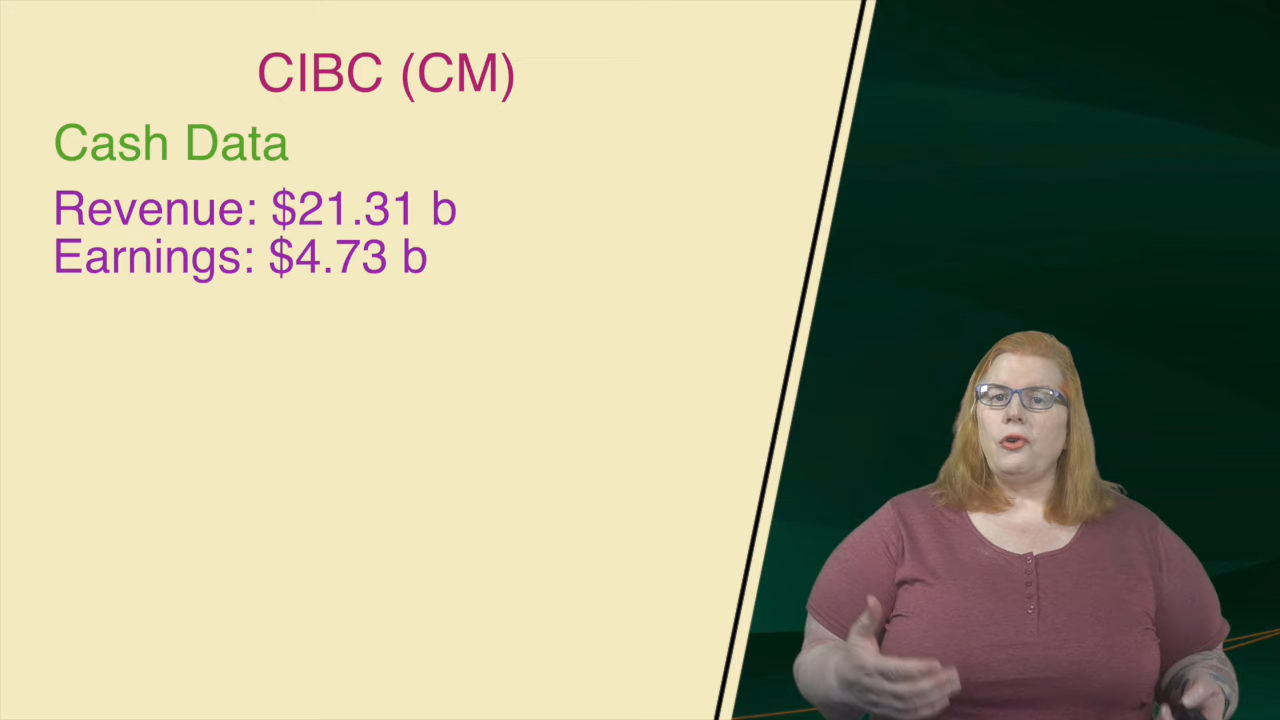 CIBC (CM)
Cash Data
Revenue: $21.31 b
Earnings: $4.73 b